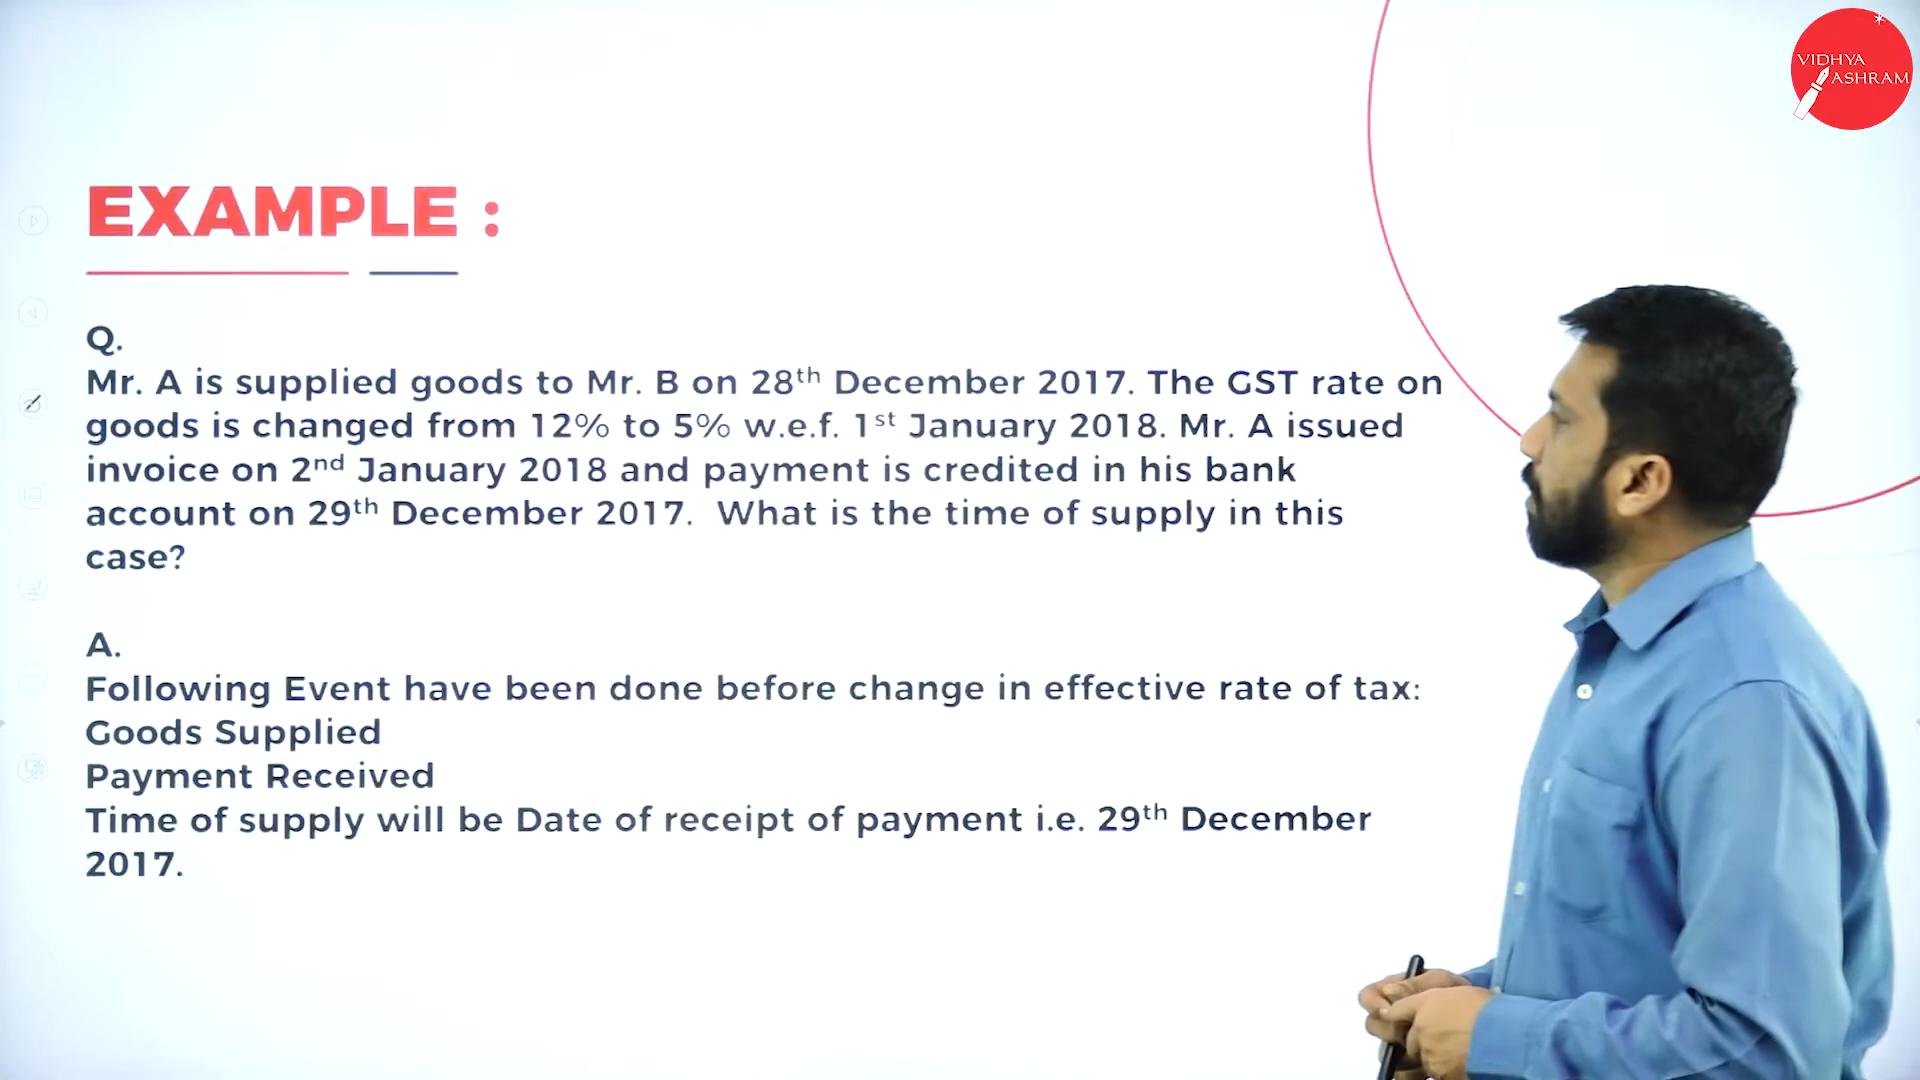 VIDHYA
ASHRAM
EXAMPLE :
Q.
Mr. A is supplied goods to Mr. B on 28th December 2017. The GST rate on
goods is changed from 12% to 5% w.e.f. 1st January 2018. Mr. A issued
invoice on 2nd January 2018 and payment is credited in his bank
account on 29th December 2017.  What is the time of supply in this
case?
A.
Following Event have been done before change in effective rate of tax:
Goods Supplied
Payment Received
Time of supply will be Date of receipt of payment i.e. 29th December
2017.